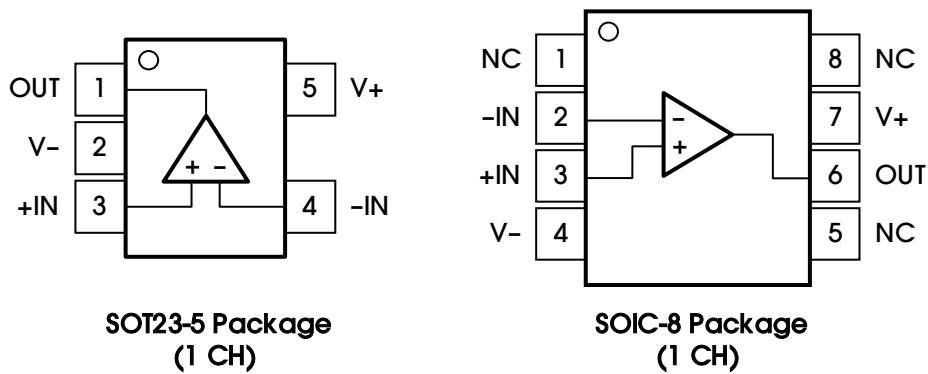 OUT 1
V– 2
+IN 3
5 V+
4 –IN
+ –
SOT23-5 Package
(1 CH)
NC 1
–IN 2
+IN 3
V– 4
8 NC
7 V+
6 OUT
5 NC
–
+
SOIC-8 Package
(1 CH)